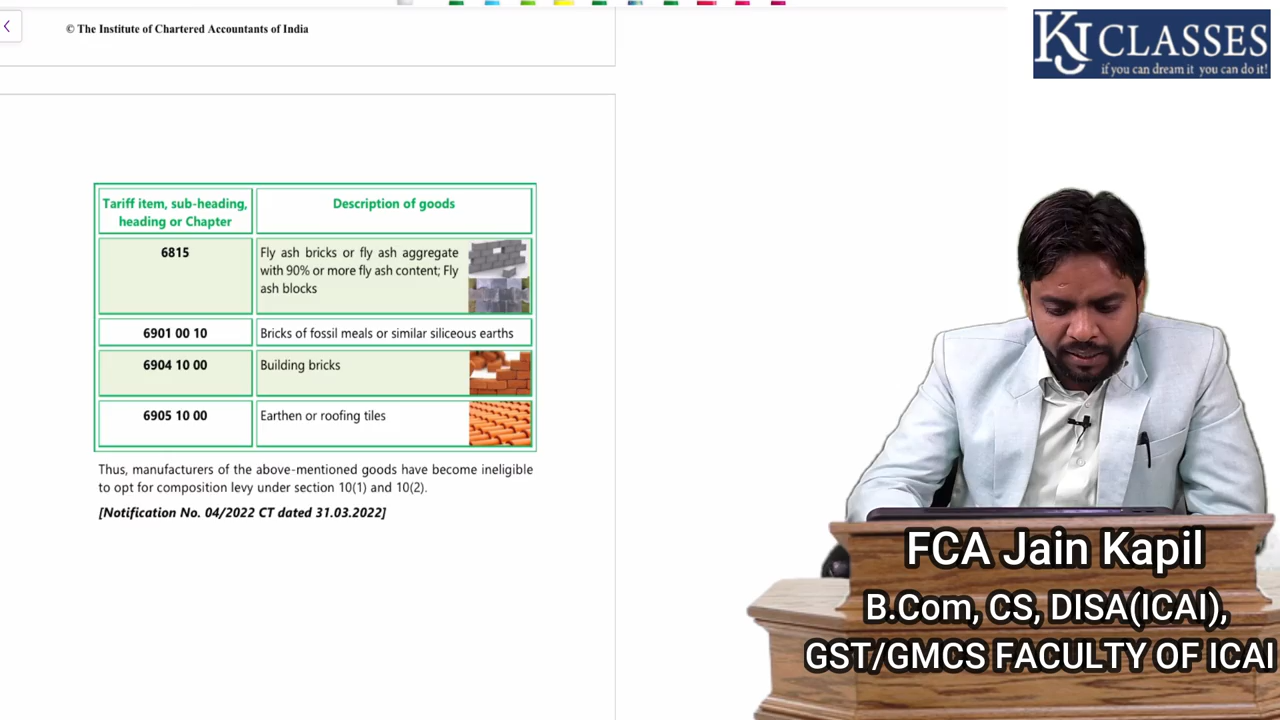 © The Institute of Chartered Accountants of India
KJ CLASSES
if you can dream it you can do it!
Tariff item, sub-heading,
heading or Chapter
Description of goods
6815
Fly ash bricks or fly ash aggregate
with 90% or more fly ash content; Fly
ash blocks
6901 00 10
Bricks of fossil meals or similar siliceous earths
6904 10 00
Building bricks
6905 10 00
Earthen or roofing tiles
Thus, manufacturers of the above-mentioned goods have become ineligible
to opt for composition levy under section 10(1) and 10(2).
[Notification No. 04/2022 CT dated 31.03.2022]
FCA Jain Kapil
B.Com, CS, DISA(ICAI),
GST/GMCS FACULTY OF ICAI